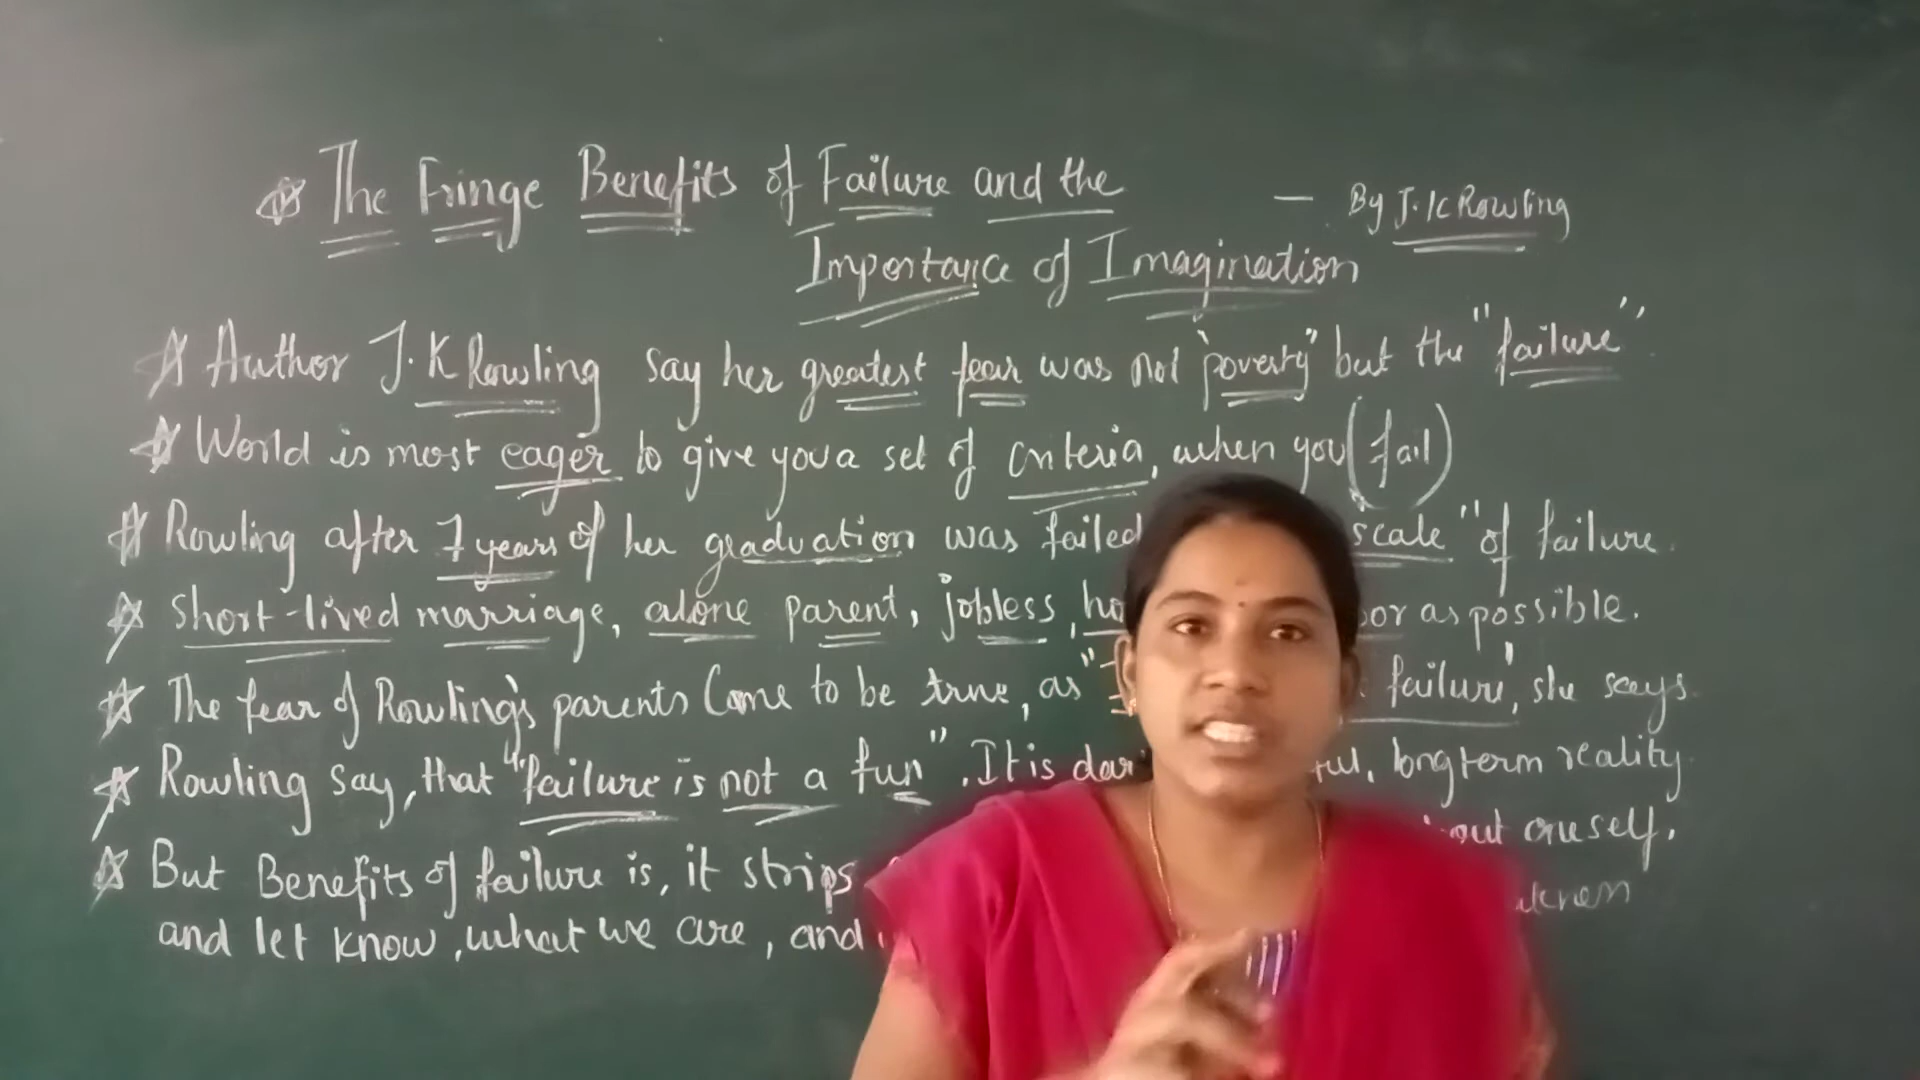 The Fringe Benefits of Failure and the
Importance of Imagination
- By J.K Rowling
Author J.K Rowling say her greatest fear was not "poverty" but the "failure".
World is most eager to give you a set of criteria, when you (fail)
Rowling after 7 years of her graduation was failed scale" of failure.
short-lived marriage, alone parent, jobless, as possible.
The fear of Rowling's parents Come to be true, as " failure", she says.
Rowling say, that "failure is not a fun". It is long term reality.
oneself.
But Benefits of failure is, it strips
and let know, what we are, and